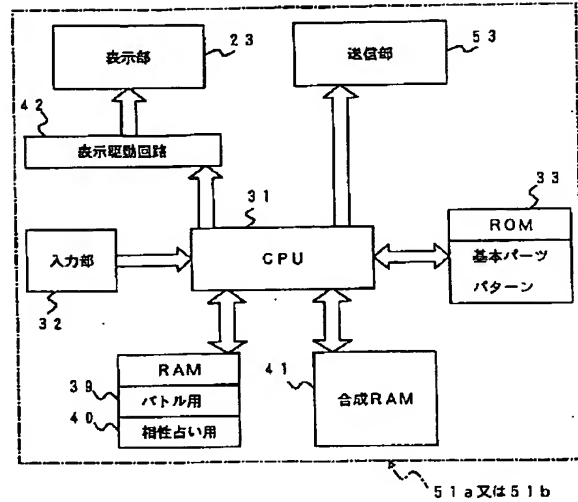 ２３
５３
表示部
送信部
４２
表示駆動回路
３１
３３
ＲＯＭ
入力部
ＣＰＵ
基本パーツ
パターン
３２
ＲＡＭ
４１
３９
バトル用
合成ＲＡＭ
４０
相性占い用
５１ａ又は５１ｂ